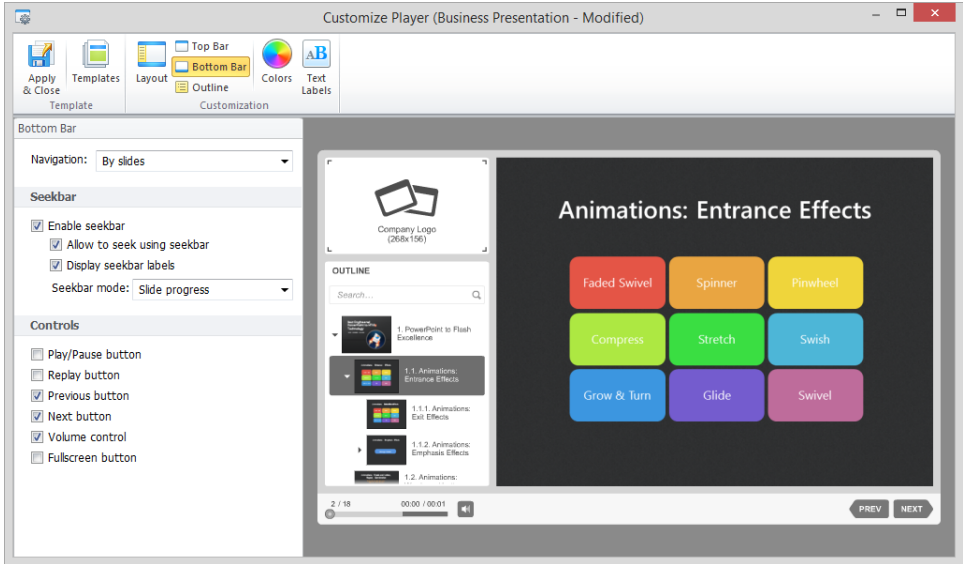 Customize Player (Business Presentation - Modified)
Apply & Close
Templates
Template
Layout
Top Bar
Bottom Bar
Outline
Colors
Text Labels
Customization
Bottom Bar
Navigation: By slides
Seekbar
Enable seekbar
Allow to seek using seekbar
Display seekbar labels
Seekbar mode: Slide progress
Controls
Play/Pause button
Replay button
Previous button
Next button
Volume control
Fullscreen button
Company Logo
(268x156)
OUTLINE
Search...
1. PowerPoint to Flash
Excellence
1.1. Animations:
Entrance Effects
1.1.1. Animations:
Exit Effects
1.1.2. Animations:
Emphasis Effects
1.2. Animations:
Animations: Entrance Effects
Faded Swivel Spinner Pinwheel
Compress Stretch Swish
Grow & Turn Glide Swivel
2 / 18 00:00 / 00:01
PREV NEXT